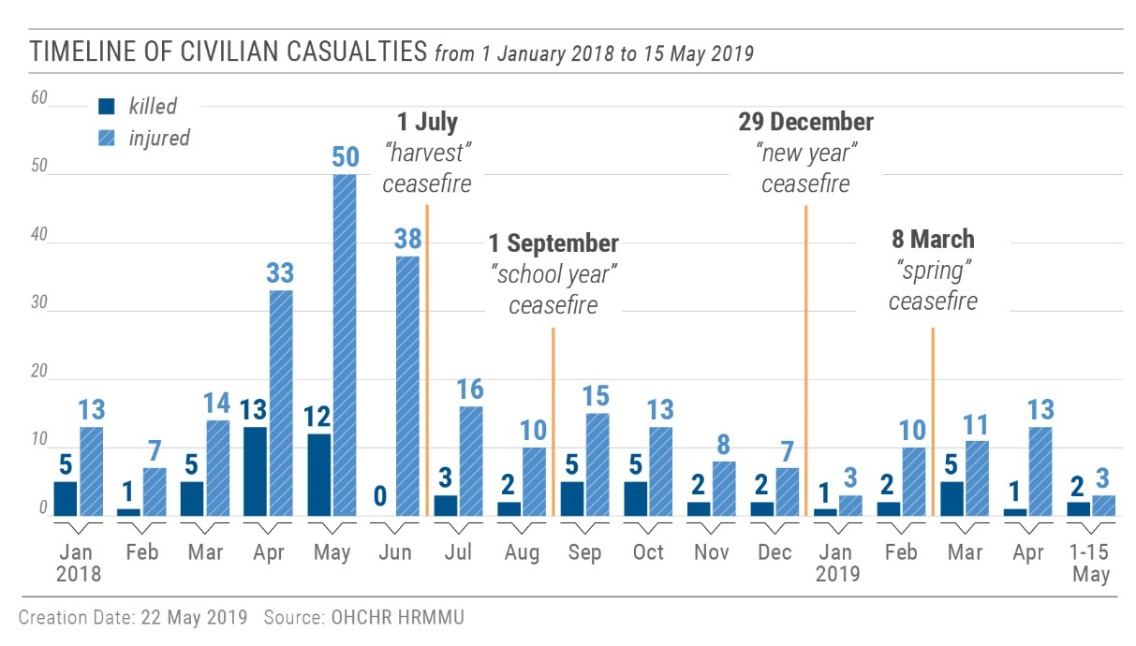 TIMELINE OF CIVILIAN CASUALTIES from 1 January 2018 to 15 May 2019
60
50
40
30
20
10
0
killed
injured
1 July
“harvest”
ceasefire
1 September
“school year”
ceasefire
29 December
“new year”
ceasefire
8 March
“spring”
ceasefire
5 13
1 7
5 14
13 33
12 50
0 38
3 16
2 10
5 15
5 13
2 8
2 7
1 3
2 10
5 11
1 13
2 3
Jan Feb Mar Apr May Jun Jul Aug Sep Oct Nov Dec Jan Feb Mar Apr 1-15
2018 2019 May
Creation Date: 22 May 2019 Source: OHCHR HRMMU